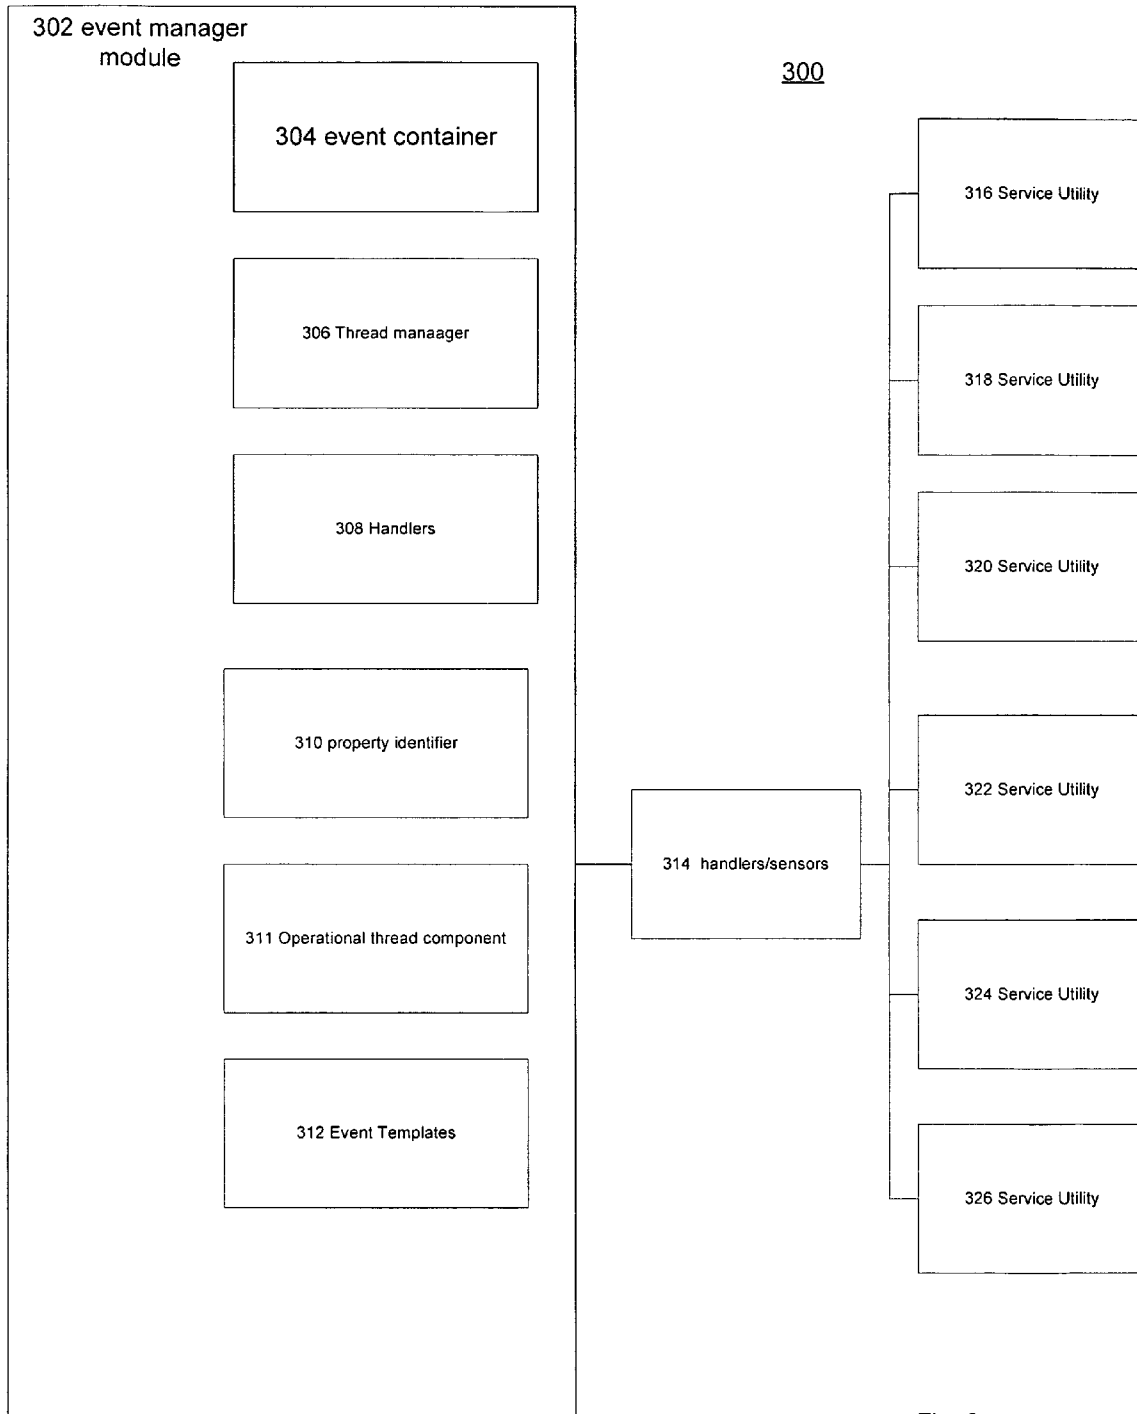 302 event manager
module
300
304 event container
306 Thread manaager
308 Handlers
310 property identifier
311 Operational thread component
312 Event Templates
314 handlers/sensors
316 Service Utility
318 Service Utility
320 Service Utility
322 Service Utility
324 Service Utility
326 Service Utility